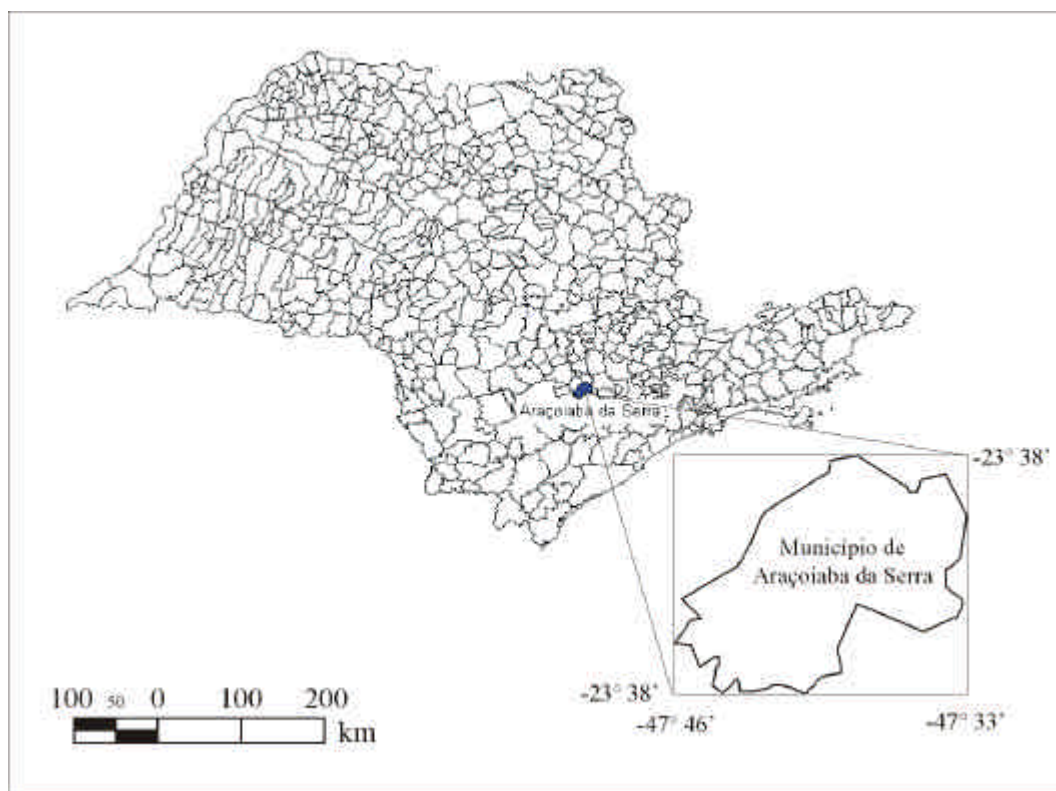 Araçoiaba da Serra
-23° 38'
Município de
Araçoiaba da Serra
-23° 38'
-47° 46'
-47° 33'
100 50 0 100 200
km